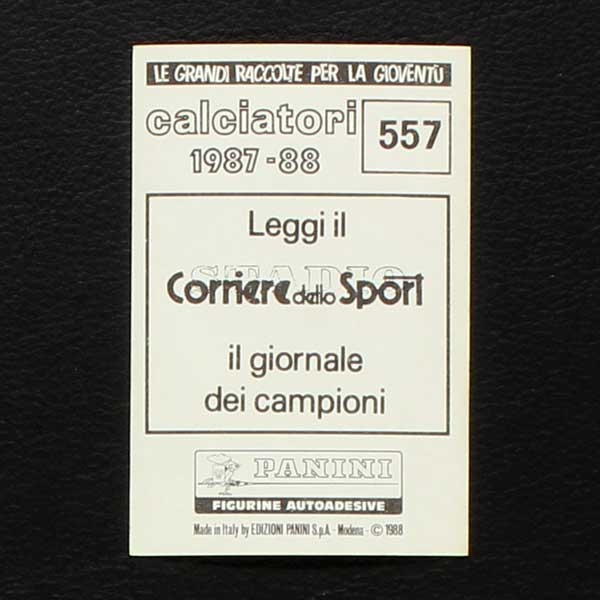 LE GRANDI RACCOLTE PER LA GIOVENTÙ
calciatori
1987-88
557
Leggi il
STADIO
Corriere dello Sport
il giornale
dei campioni
PANINI
FIGURINE AUTOADESIVE
Made in Italy by EDIZIONI PANINI S.p.A. - Modena - © 1988